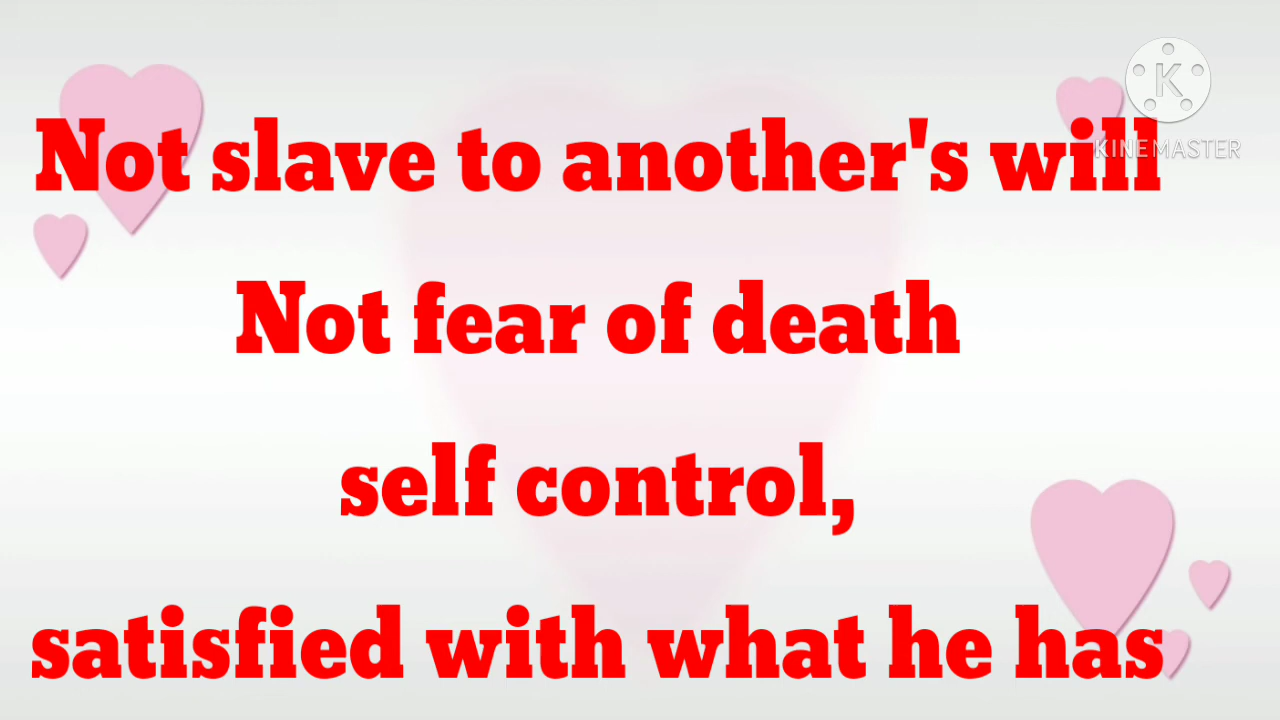 Not slave to another's will
Not fear of death
self control,
satisfied with what he has
K
KINEMASTER